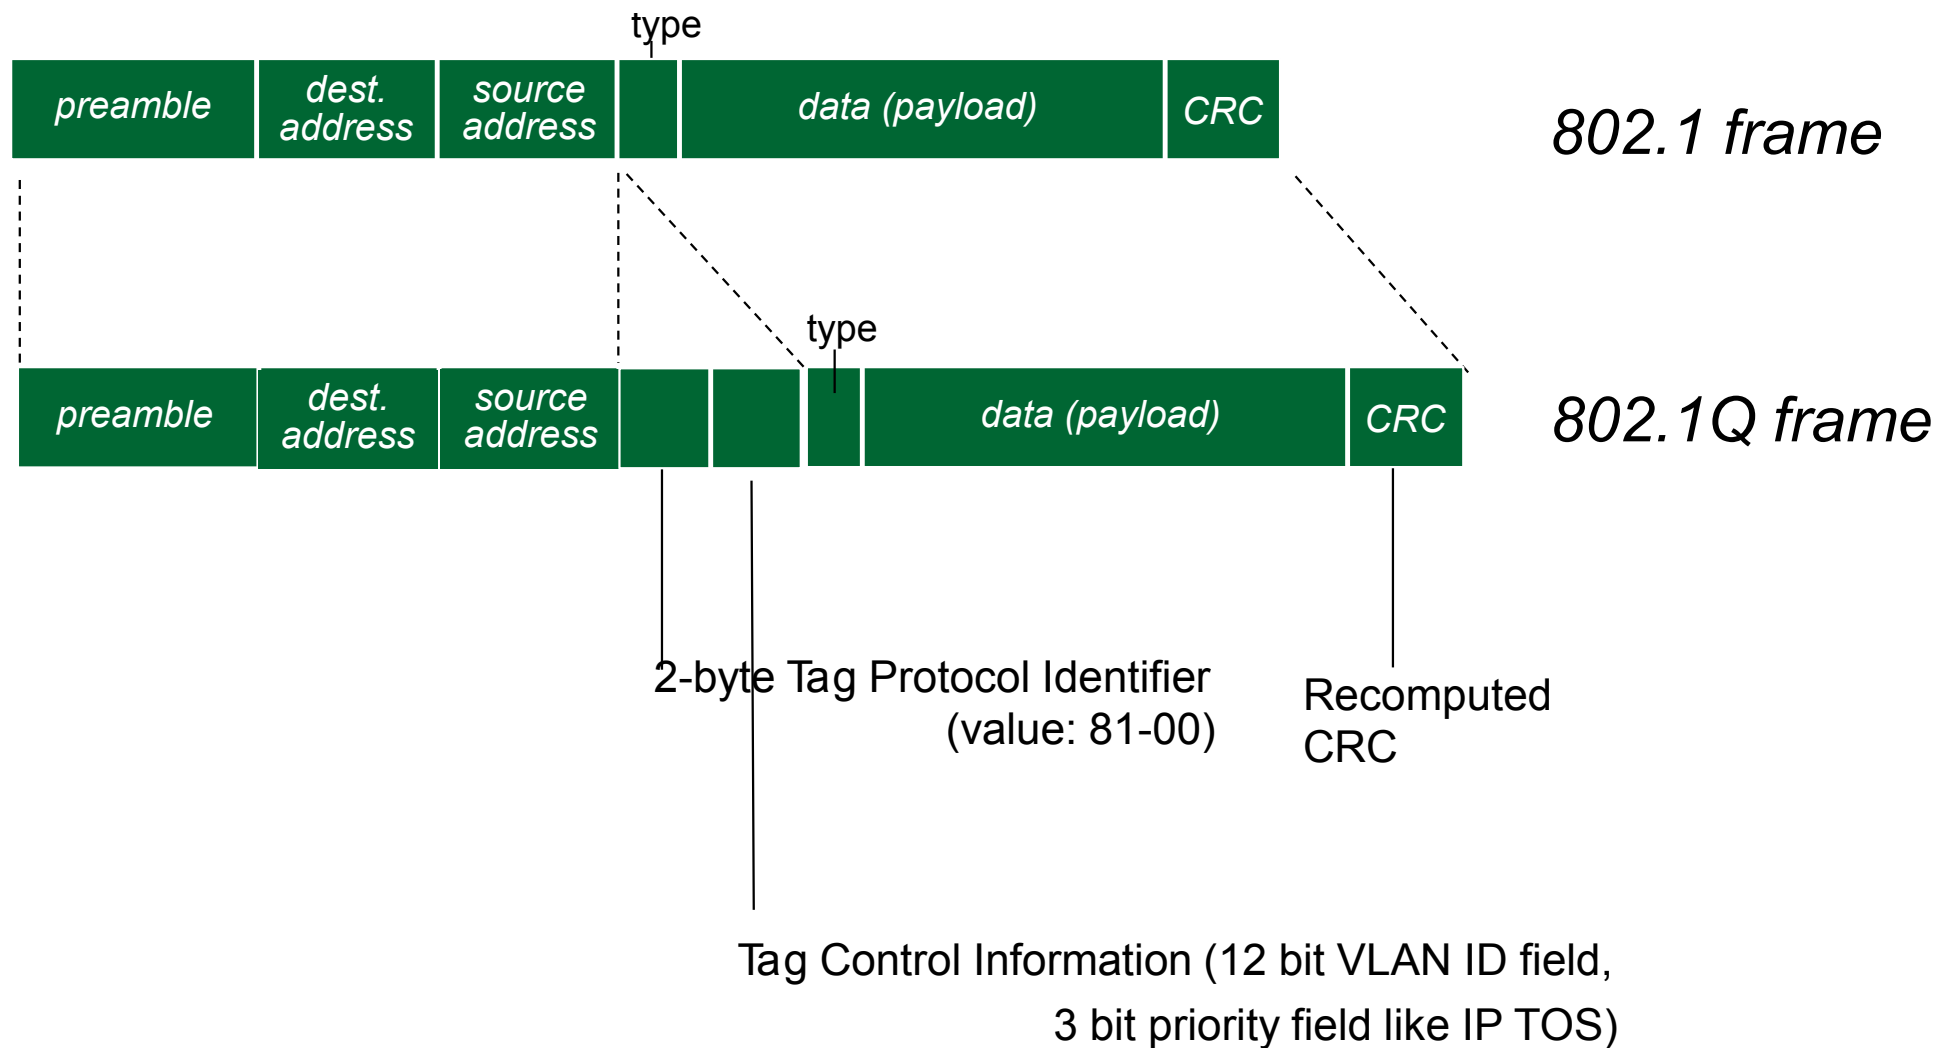 type
preamble
dest.
address
source
address
data (payload)
CRC
802.1 frame
type
preamble
dest.
address
source
address
data (payload)
CRC
802.1Q frame
2-byte Tag Protocol Identifier
(value: 81-00)
Recomputed
CRC
Tag Control Information (12 bit VLAN ID field,
3 bit priority field like IP TOS)